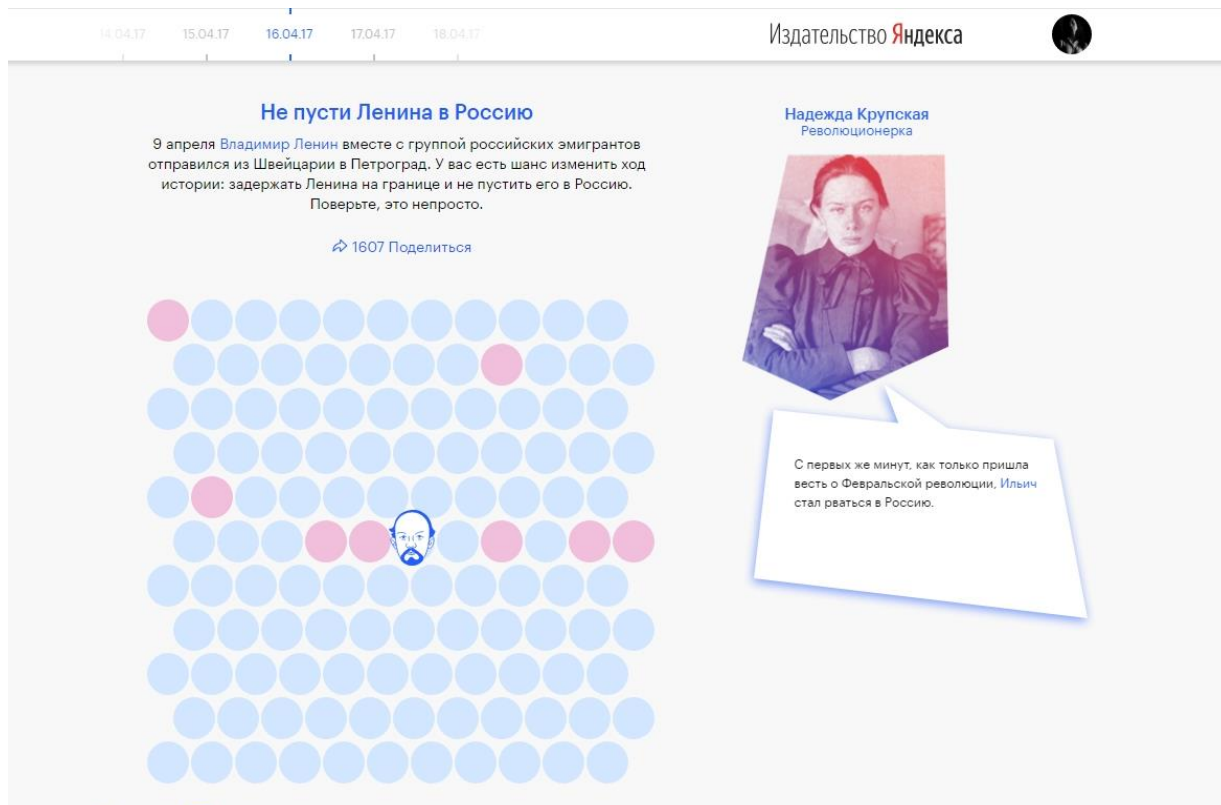 14.04.17 15.04.17 16.04.17 17.04.17 18.04.17
Издательство Яндекса
Не пусти Ленина в Россию
9 апреля Владимир Ленин вместе с группой российских эмигрантов
отправился из Швейцарии в Петроград. У вас есть шанс изменить ход
истории: задержать Ленина на границе и не пустить его в Россию.
Поверьте, это непросто.
1607 Поделиться
Надежда Крупская
Революционерка
С первых же минут, как только пришла
весть о Февральской революции, Ильич
стал рваться в Россию.